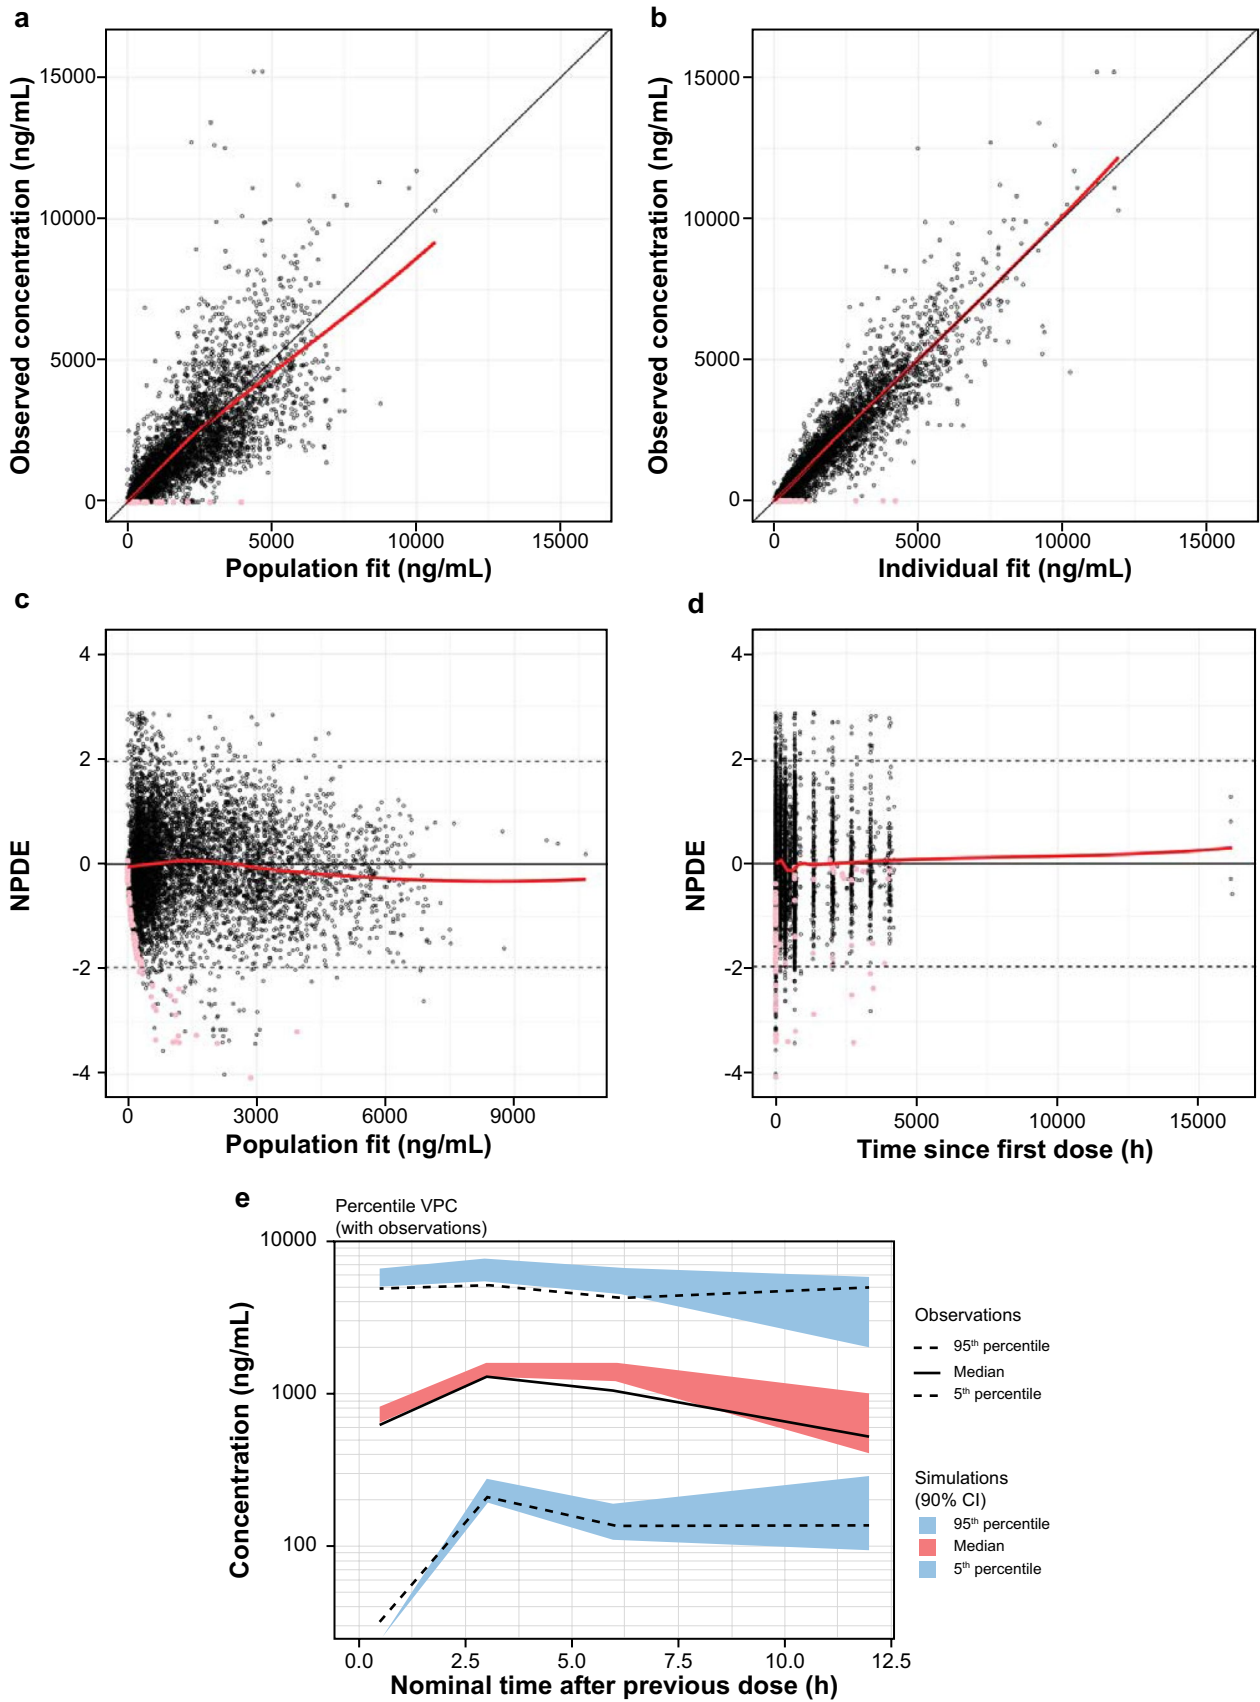 a
Observed concentration (ng/mL)
15000
10000
5000
0
0 5000 10000 15000
Population fit (ng/mL)
b
Observed concentration (ng/mL)
15000
10000
5000
0
0 5000 10000 15000
Individual fit (ng/mL)
c
NPDE
4
2
0
-2
-4
0 3000 6000 9000
Population fit (ng/mL)
d
NPDE
4
2
0
-2
-4
0 5000 10000 15000
Time since first dose (h)
e
Percentile VPC
(with observations)
Concentration (ng/mL)
10000
1000
100
0.0 2.5 5.0 7.5 10.0 12.5
Nominal time after previous dose (h)
Observations
95th percentile
Median
5th percentile
Simulations
(90% CI)
95th percentile
Median
5th percentile